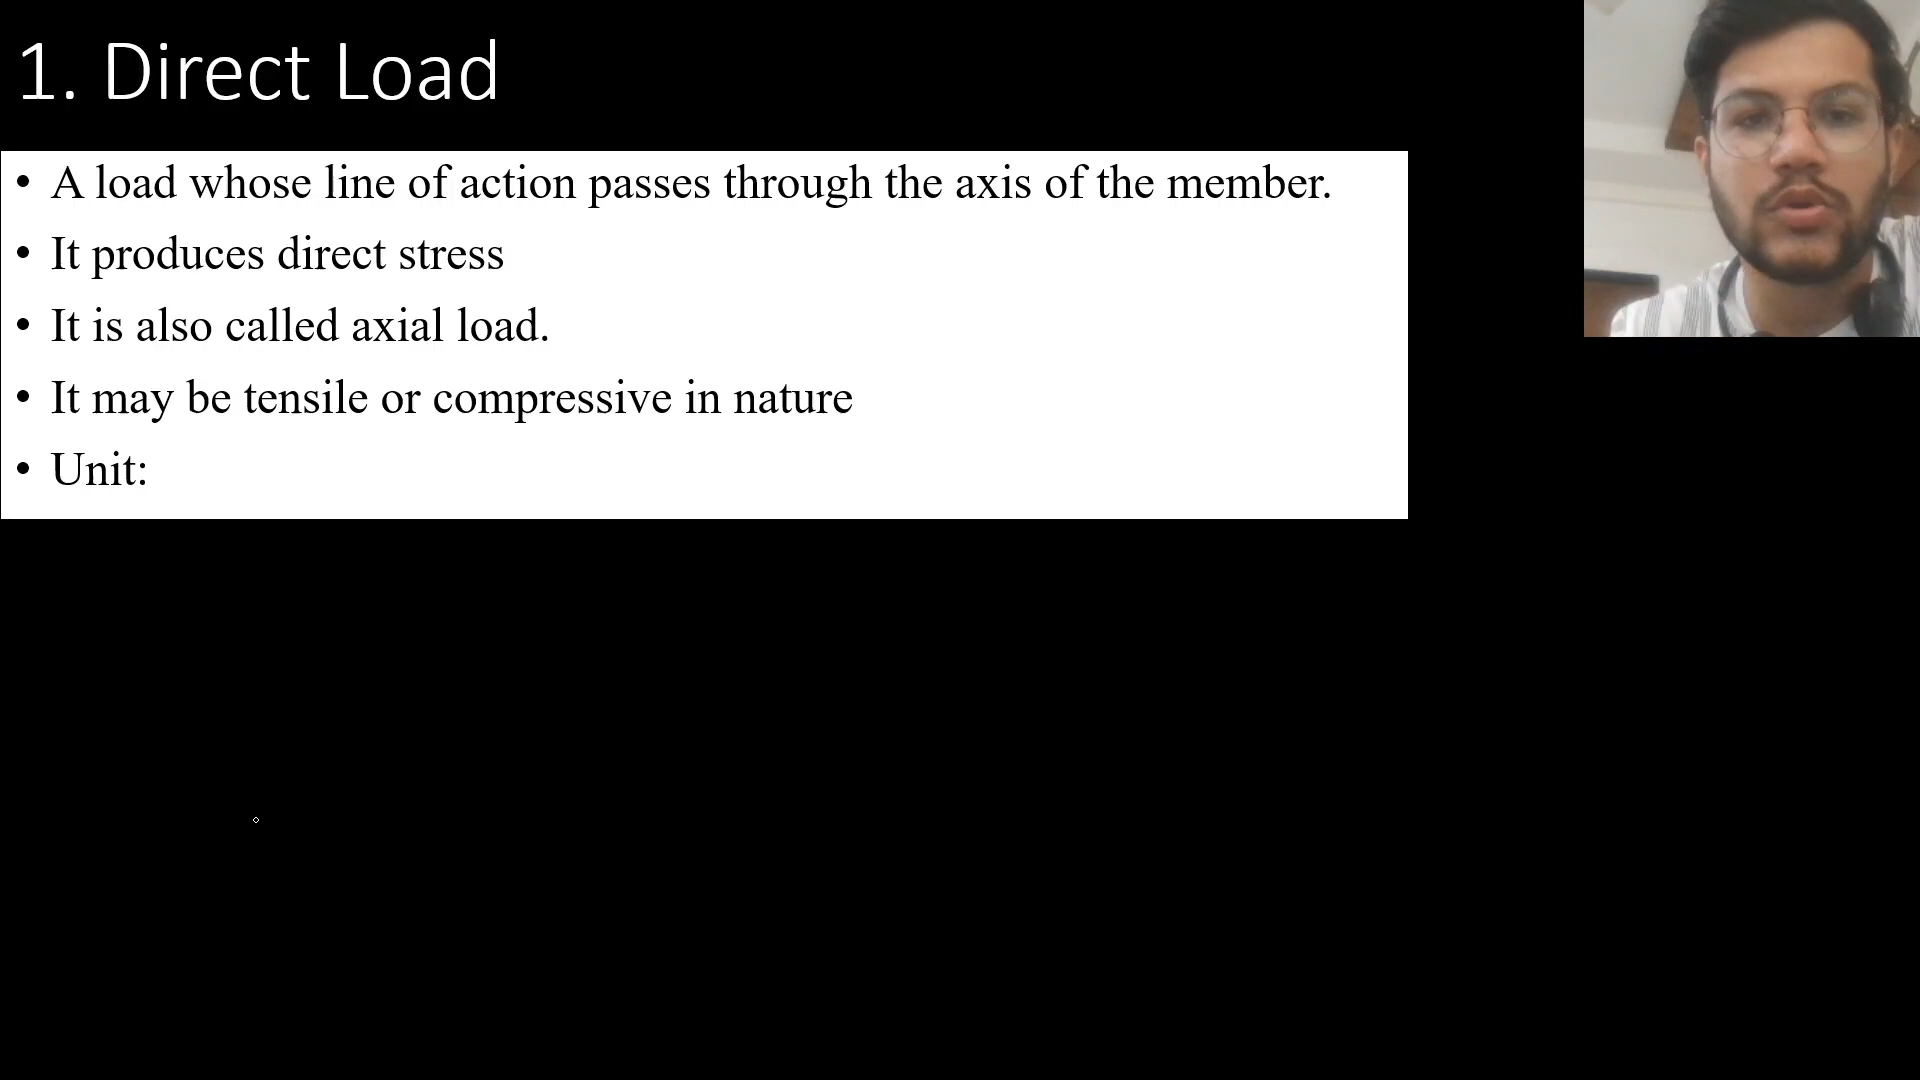 1. Direct Load
• A load whose line of action passes through the axis of the member.
• It produces direct stress
• It is also called axial load.
• It may be tensile or compressive in nature
• Unit: